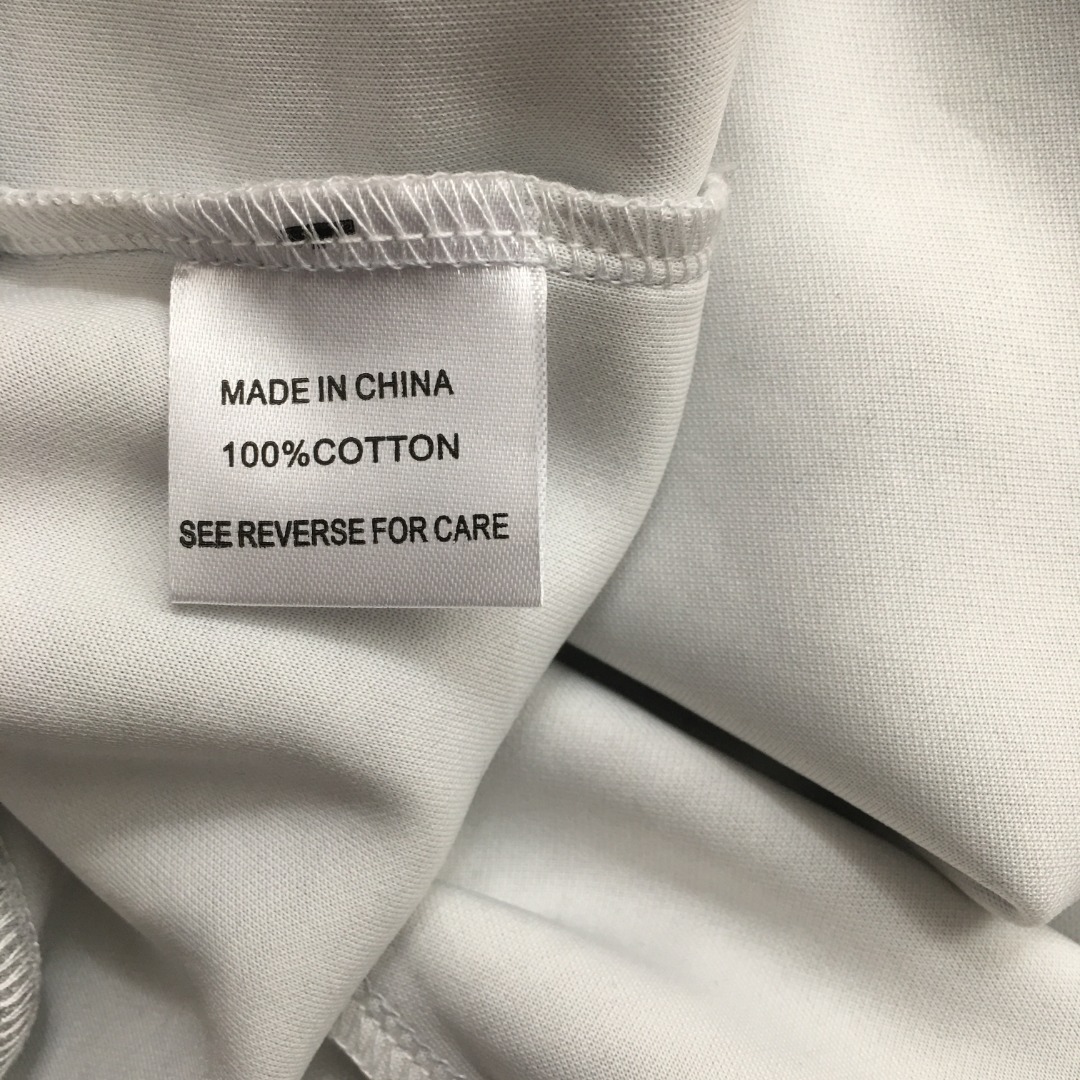 MADE IN CHINA
100%COTTON
SEE REVERSE FOR CARE